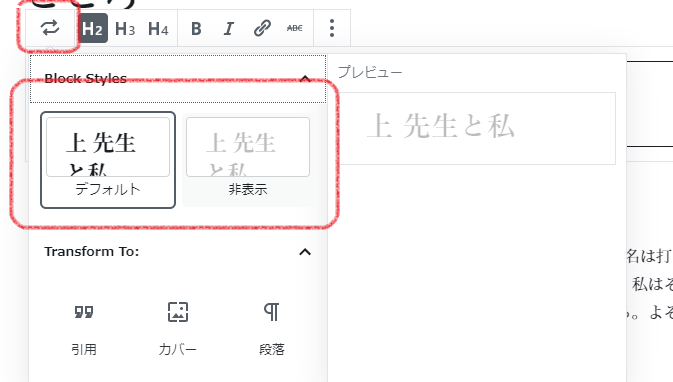 H2 H3 H4 B I ABC
Block Styles
プレビュー
上 先生
と私
デフォルト
上 先生
と私
非表示
上 先生と私
Transform To:
引用
カバー
段落
名は打
私はそ
。よそ